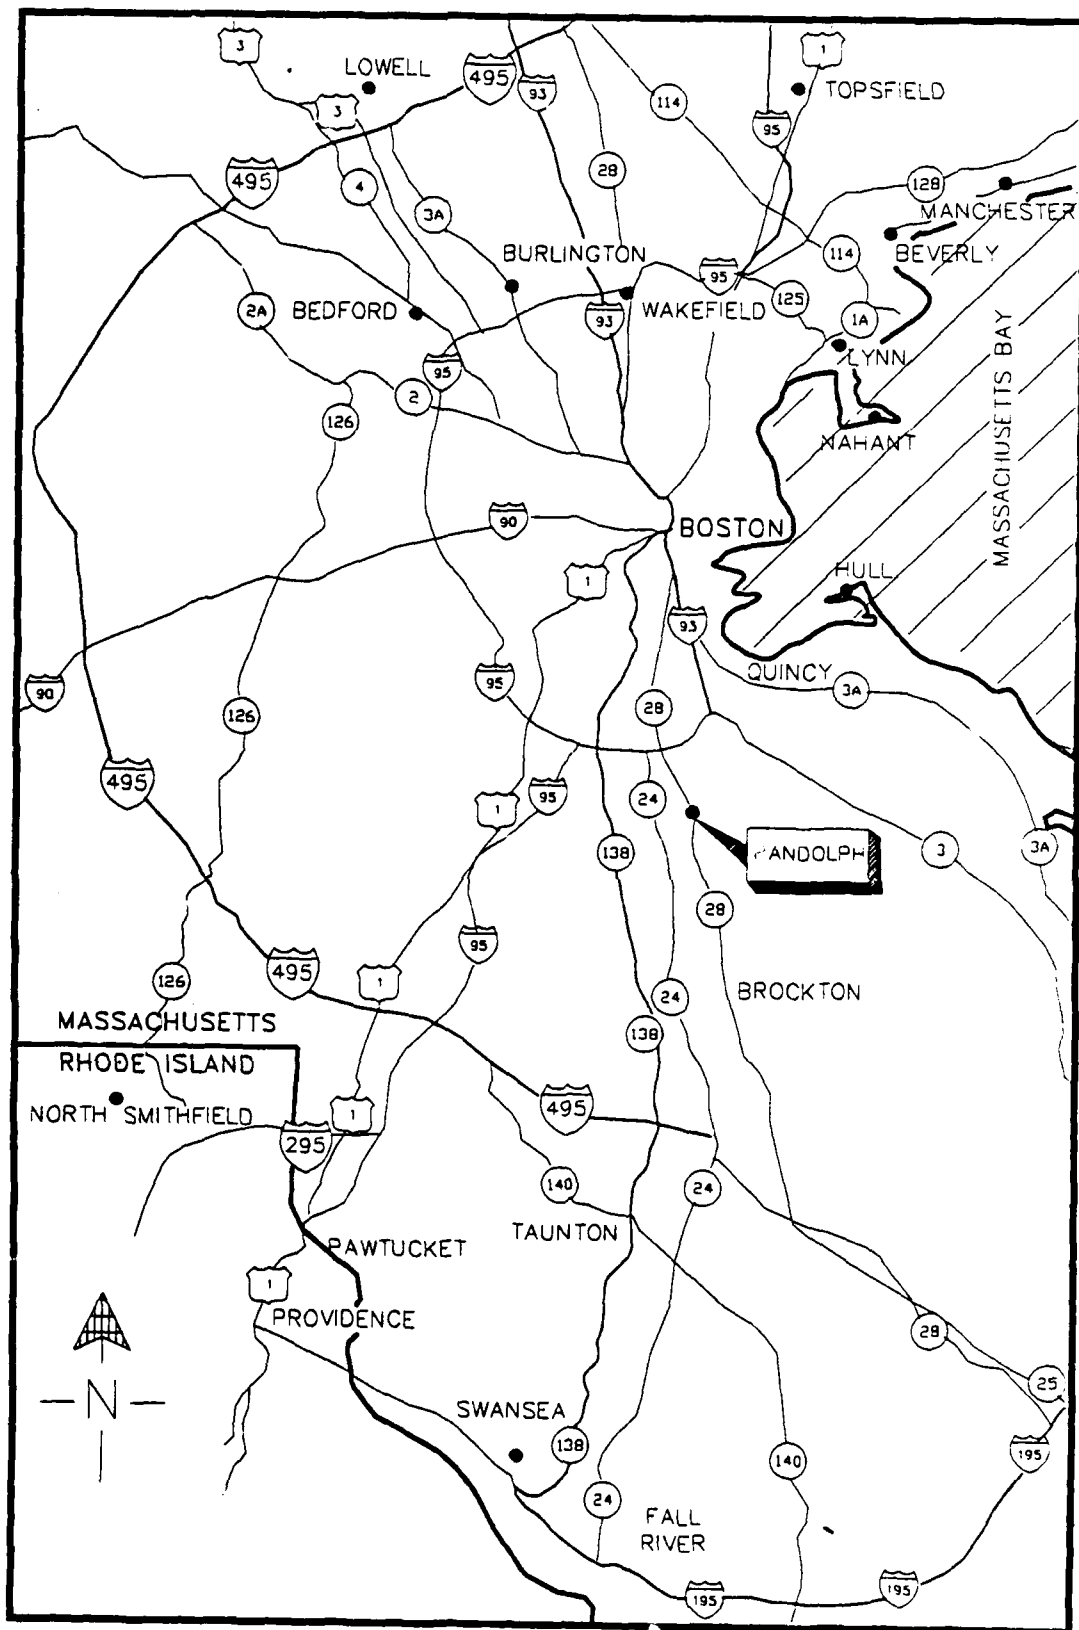 3
LOWELL
495
93
1
TOPSFIELD
3
114
95
28
128
495
4
3A
MANCHESTER
BURLINGTON
114
BEVERLY
95
2A
BEDFORD
125
WAKEFIELD
93
1A
LYNN
95
2
126
NAHANT
MASSACHUSETTS BAY
90
BOSTON
1
HULL
93
QUINCY
95
90
3A
28
126
495
95
24
1
138
3
3A
RANDOLPH
28
95
495
1
126
24
BROCKTON
138
MASSACHUSETTS
RHODE ISLAND
NORTH SMITHFIELD
1
495
295
140
24
TAUNTON
PAWTUCKET
1
PROVIDENCE
28
25
N
SWANSEA
138
195
140
24
FALL
RIVER
195
195